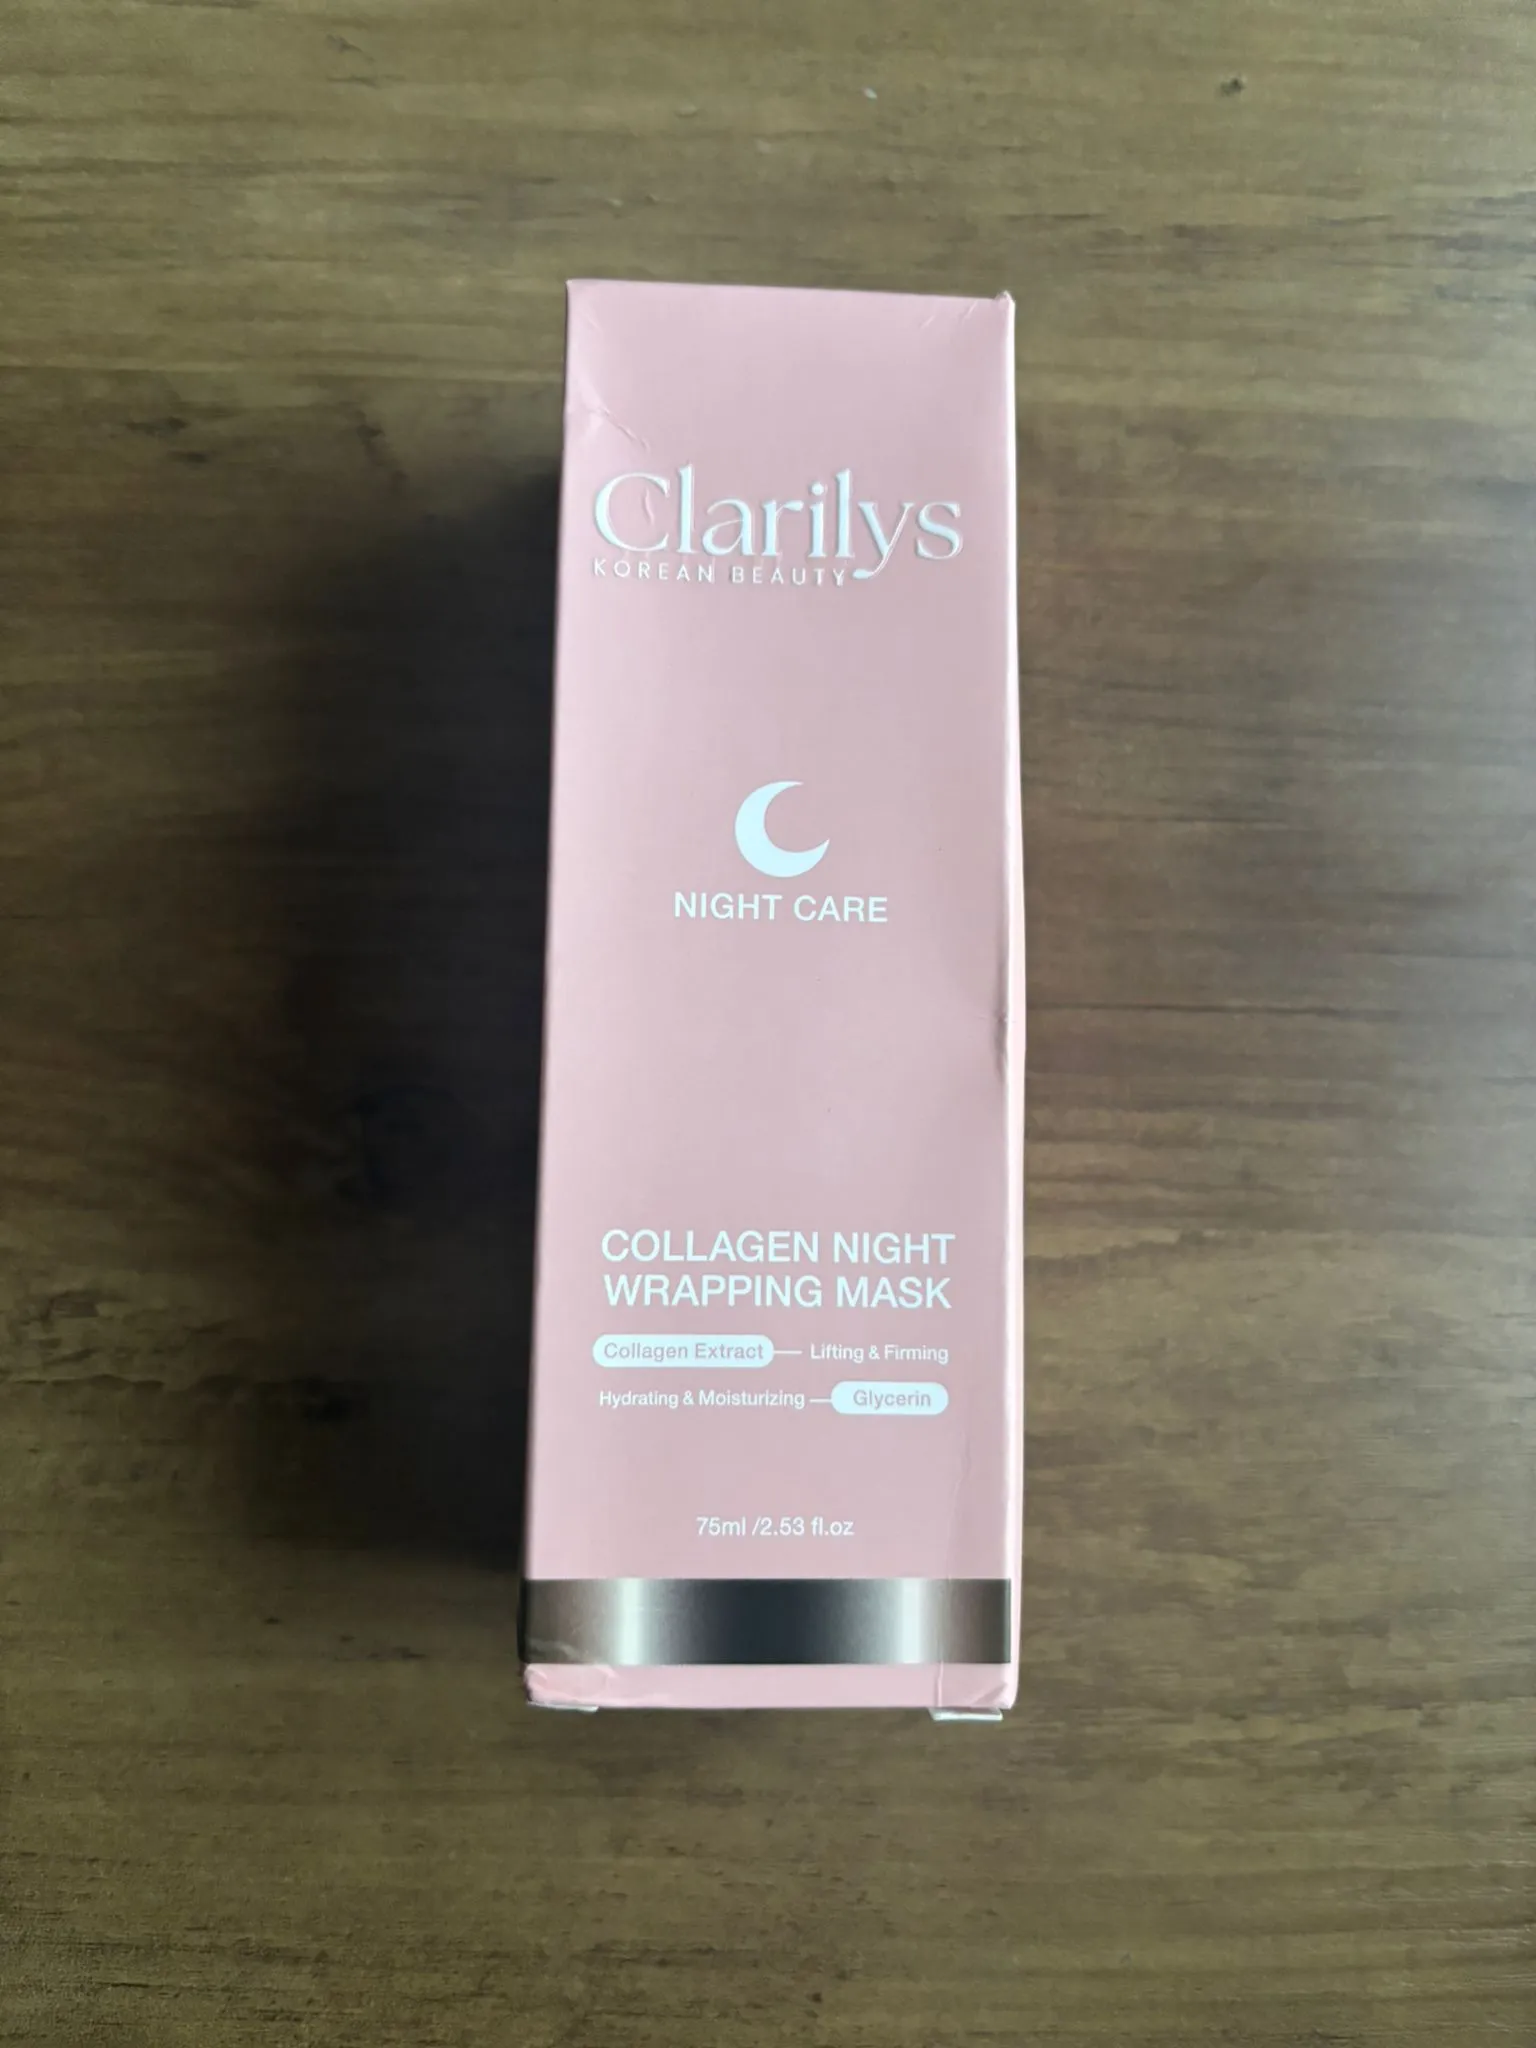 Clarilys
KOREAN BEAUTY
NIGHT CARE
COLLAGEN NIGHT
WRAPPING MASK
Collagen Extract Lifting & Firming
Hydrating & Moisturizing Glycerin
75ml /2.53 fl.oz